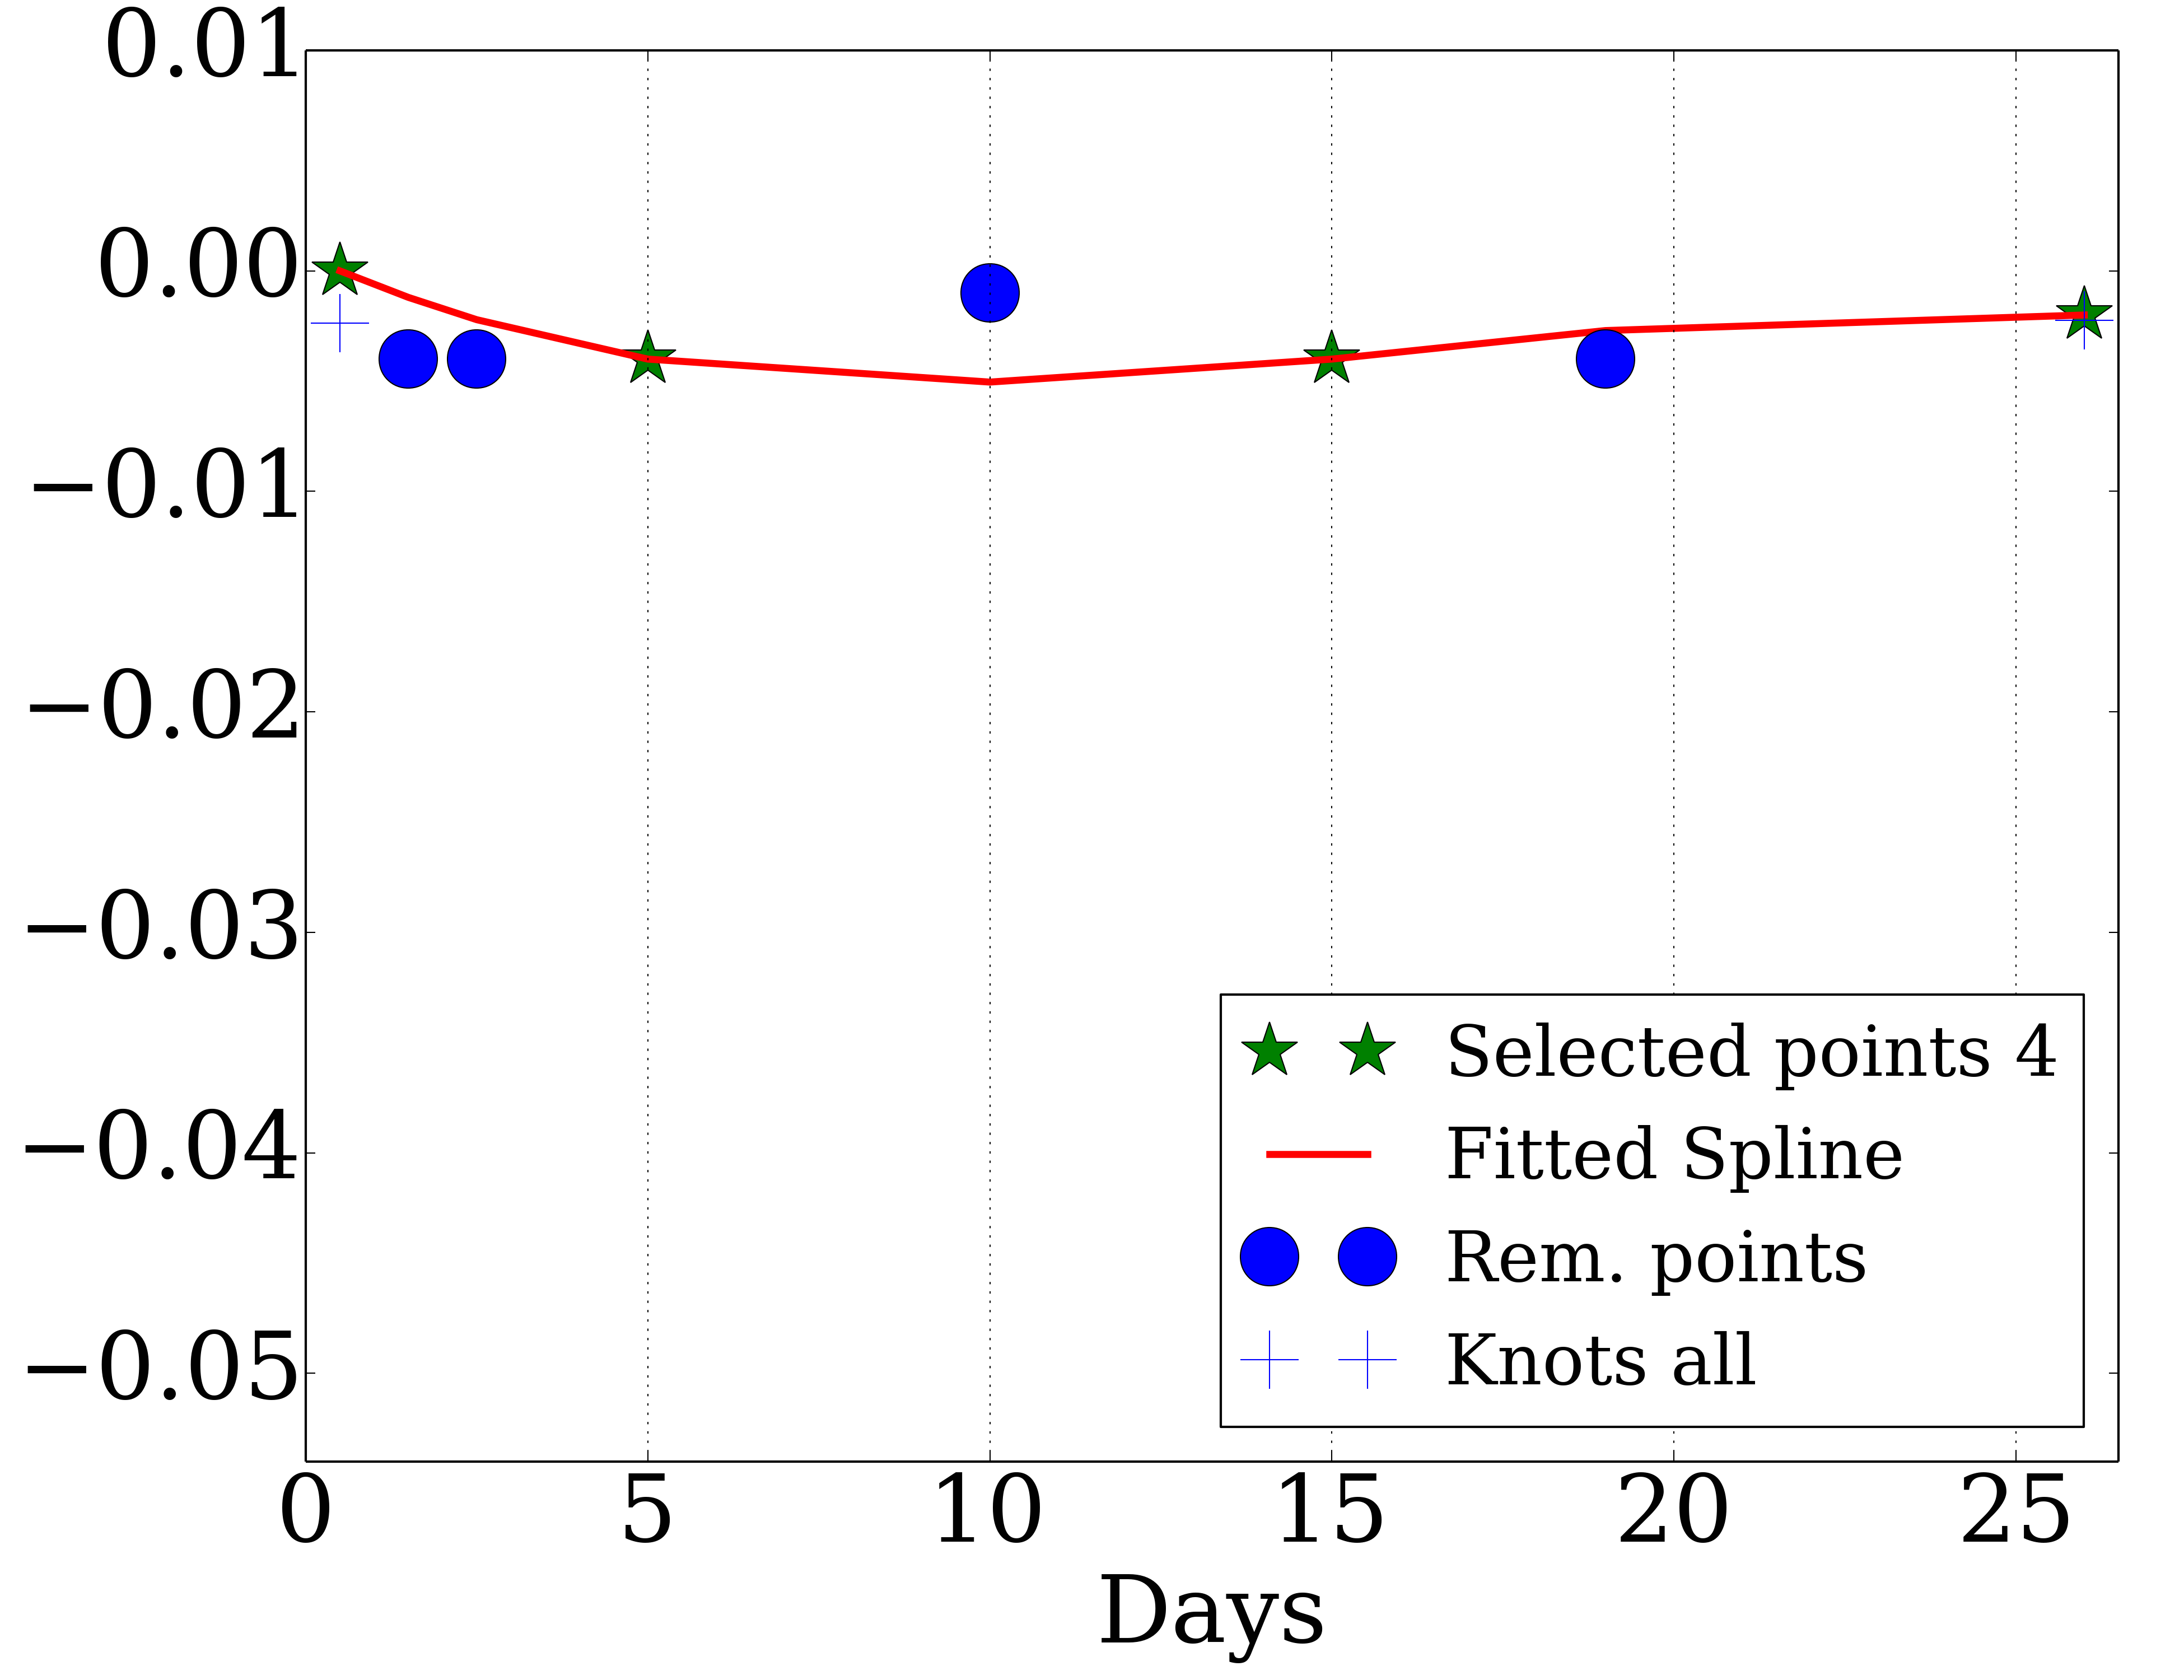 0.01
0.00
−0.01
−0.02
−0.03
−0.04
−0.05
Selected points 4
Fitted Spline
Rem. points
Knots all
0 5 10 15 20 25
Days